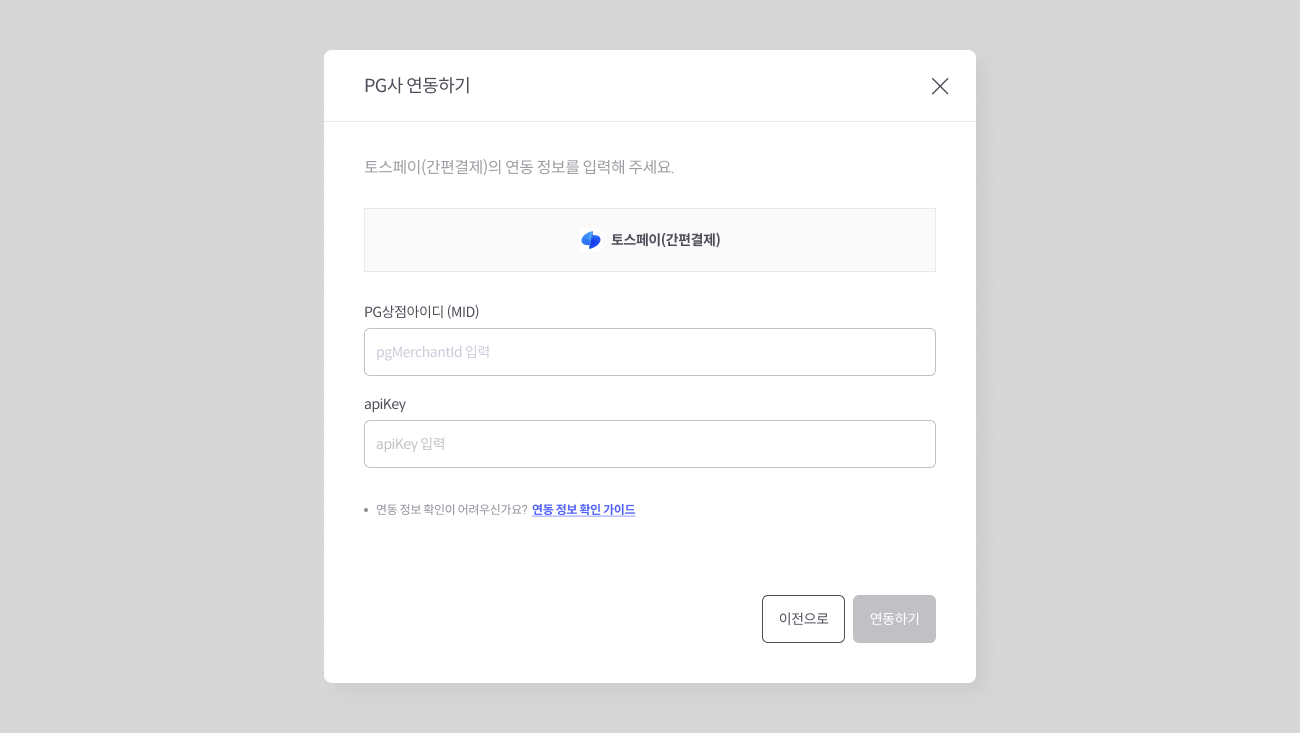 PG사 연동하기
토스페이(간편결제)의 연동 정보를 입력해 주세요.
토스페이(간편결제)
PG상점아이디 (MID)
pgMerchantId 입력
apiKey
apiKey 입력
• 연동 정보 확인이 어려우신가요? 연동 정보 확인 가이드
이전으로 연동하기